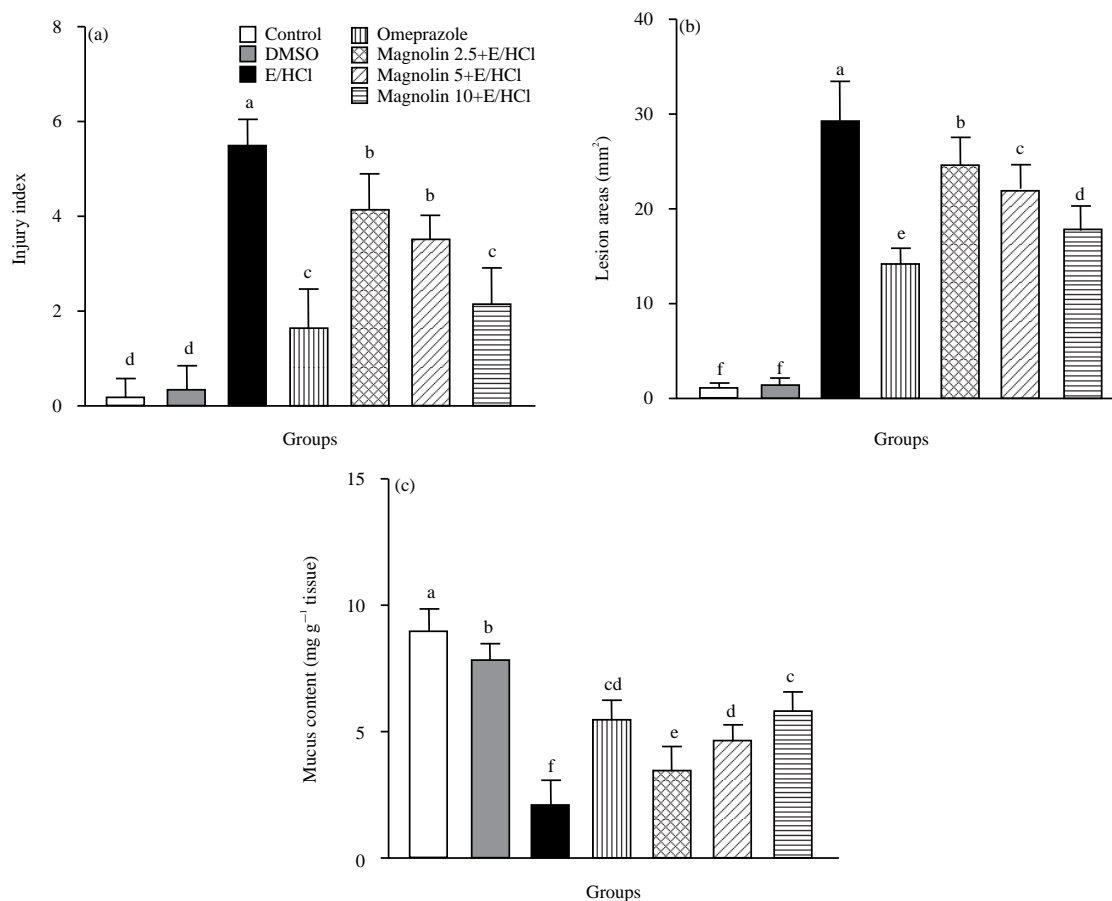 (a)
Control
DMSO
E/HCl
Omeprazole
Magnolin 2.5+E/HCl
Magnolin 5+E/HCl
Magnolin 10+E/HCl
8
6
4
2
0
Injury index
d
d
a
c
b
b
c
Groups
(b)
40
30
20
10
0
Lesion areas (mm²)
f
f
a
e
b
c
d
Groups
(c)
15
10
5
0
Mucus content (mg g⁻¹ tissue)
a
b
f
cd
e
d
c
Groups